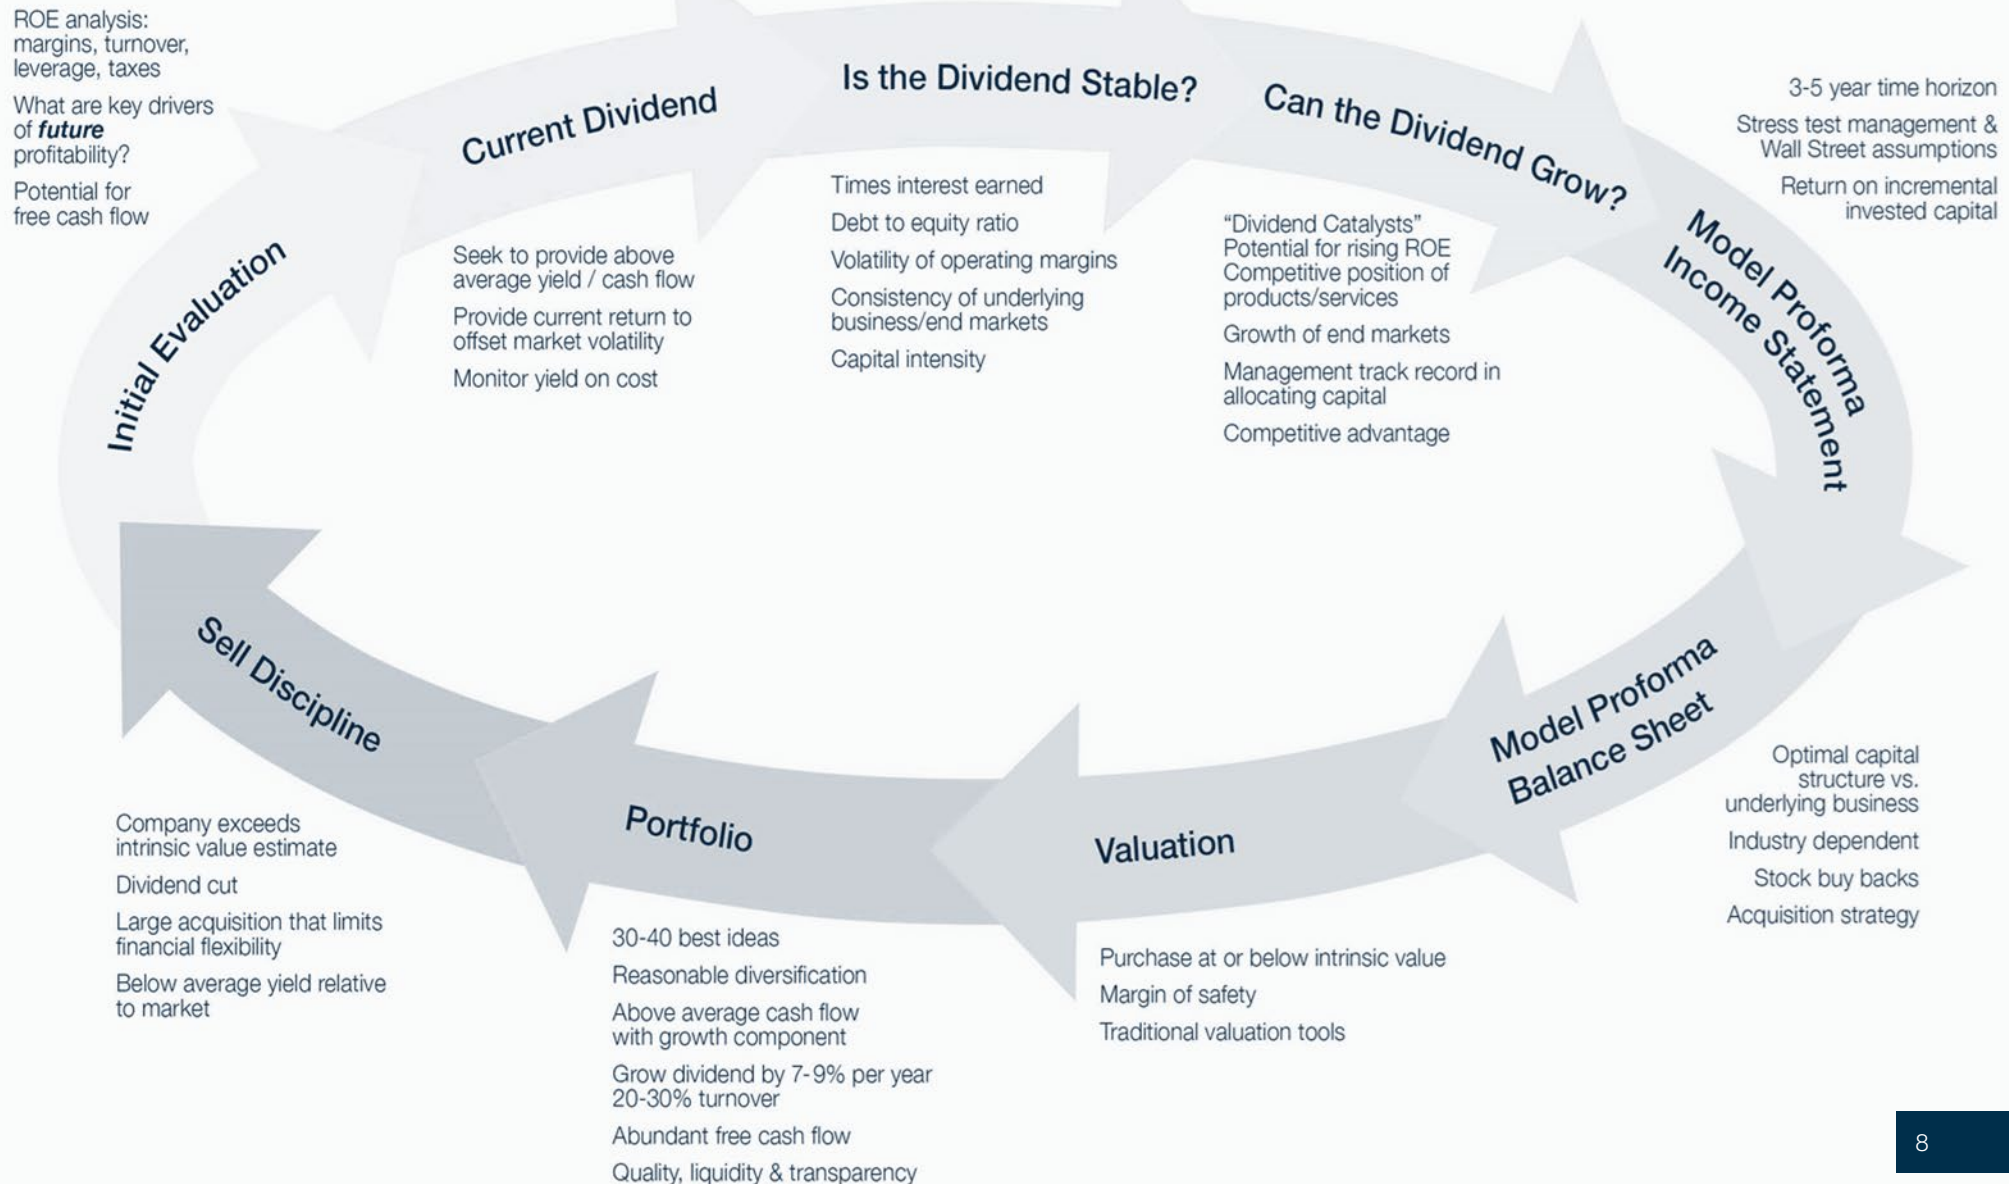 ROE analysis:
margins, turnover,
leverage, taxes
What are key drivers
of future
profitability?
Potential for
free cash flow
Initial Evaluation
Current Dividend
Seek to provide above
average yield / cash flow
Provide current return to
offset market volatility
Monitor yield on cost
Is the Dividend Stable?
Times interest earned
Debt to equity ratio
Volatility of operating margins
Consistency of underlying
business/end markets
Capital intensity
Can the Dividend Grow?
“Dividend Catalysts”
Potential for rising ROE
Competitive position of
products/services
Growth of end markets
Management track record in
allocating capital
Competitive advantage
Model Proforma
Income Statement
3-5 year time horizon
Stress test management &
Wall Street assumptions
Return on incremental
invested capital
Model Proforma
Balance Sheet
Optimal capital
structure vs.
underlying business
Industry dependent
Stock buy backs
Acquisition strategy
Valuation
Purchase at or below intrinsic value
Margin of safety
Traditional valuation tools
Portfolio
30-40 best ideas
Reasonable diversification
Above average cash flow
with growth component
Grow dividend by 7-9% per year
20-30% turnover
Abundant free cash flow
Quality, liquidity & transparency
Sell Discipline
Company exceeds
intrinsic value estimate
Dividend cut
Large acquisition that limits
financial flexibility
Below average yield relative
to market
8